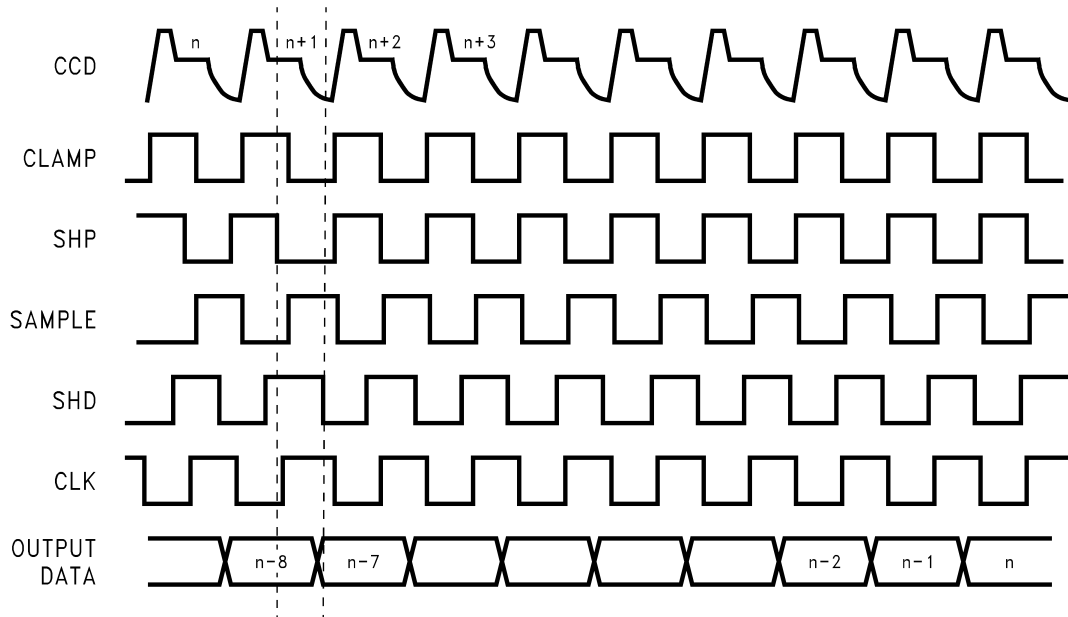 CCD n n+1 n+2 n+3
CLAMP
SHP
SAMPLE
SHD
CLK
OUTPUT
DATA
n-8 n-7 n-2 n-1 n